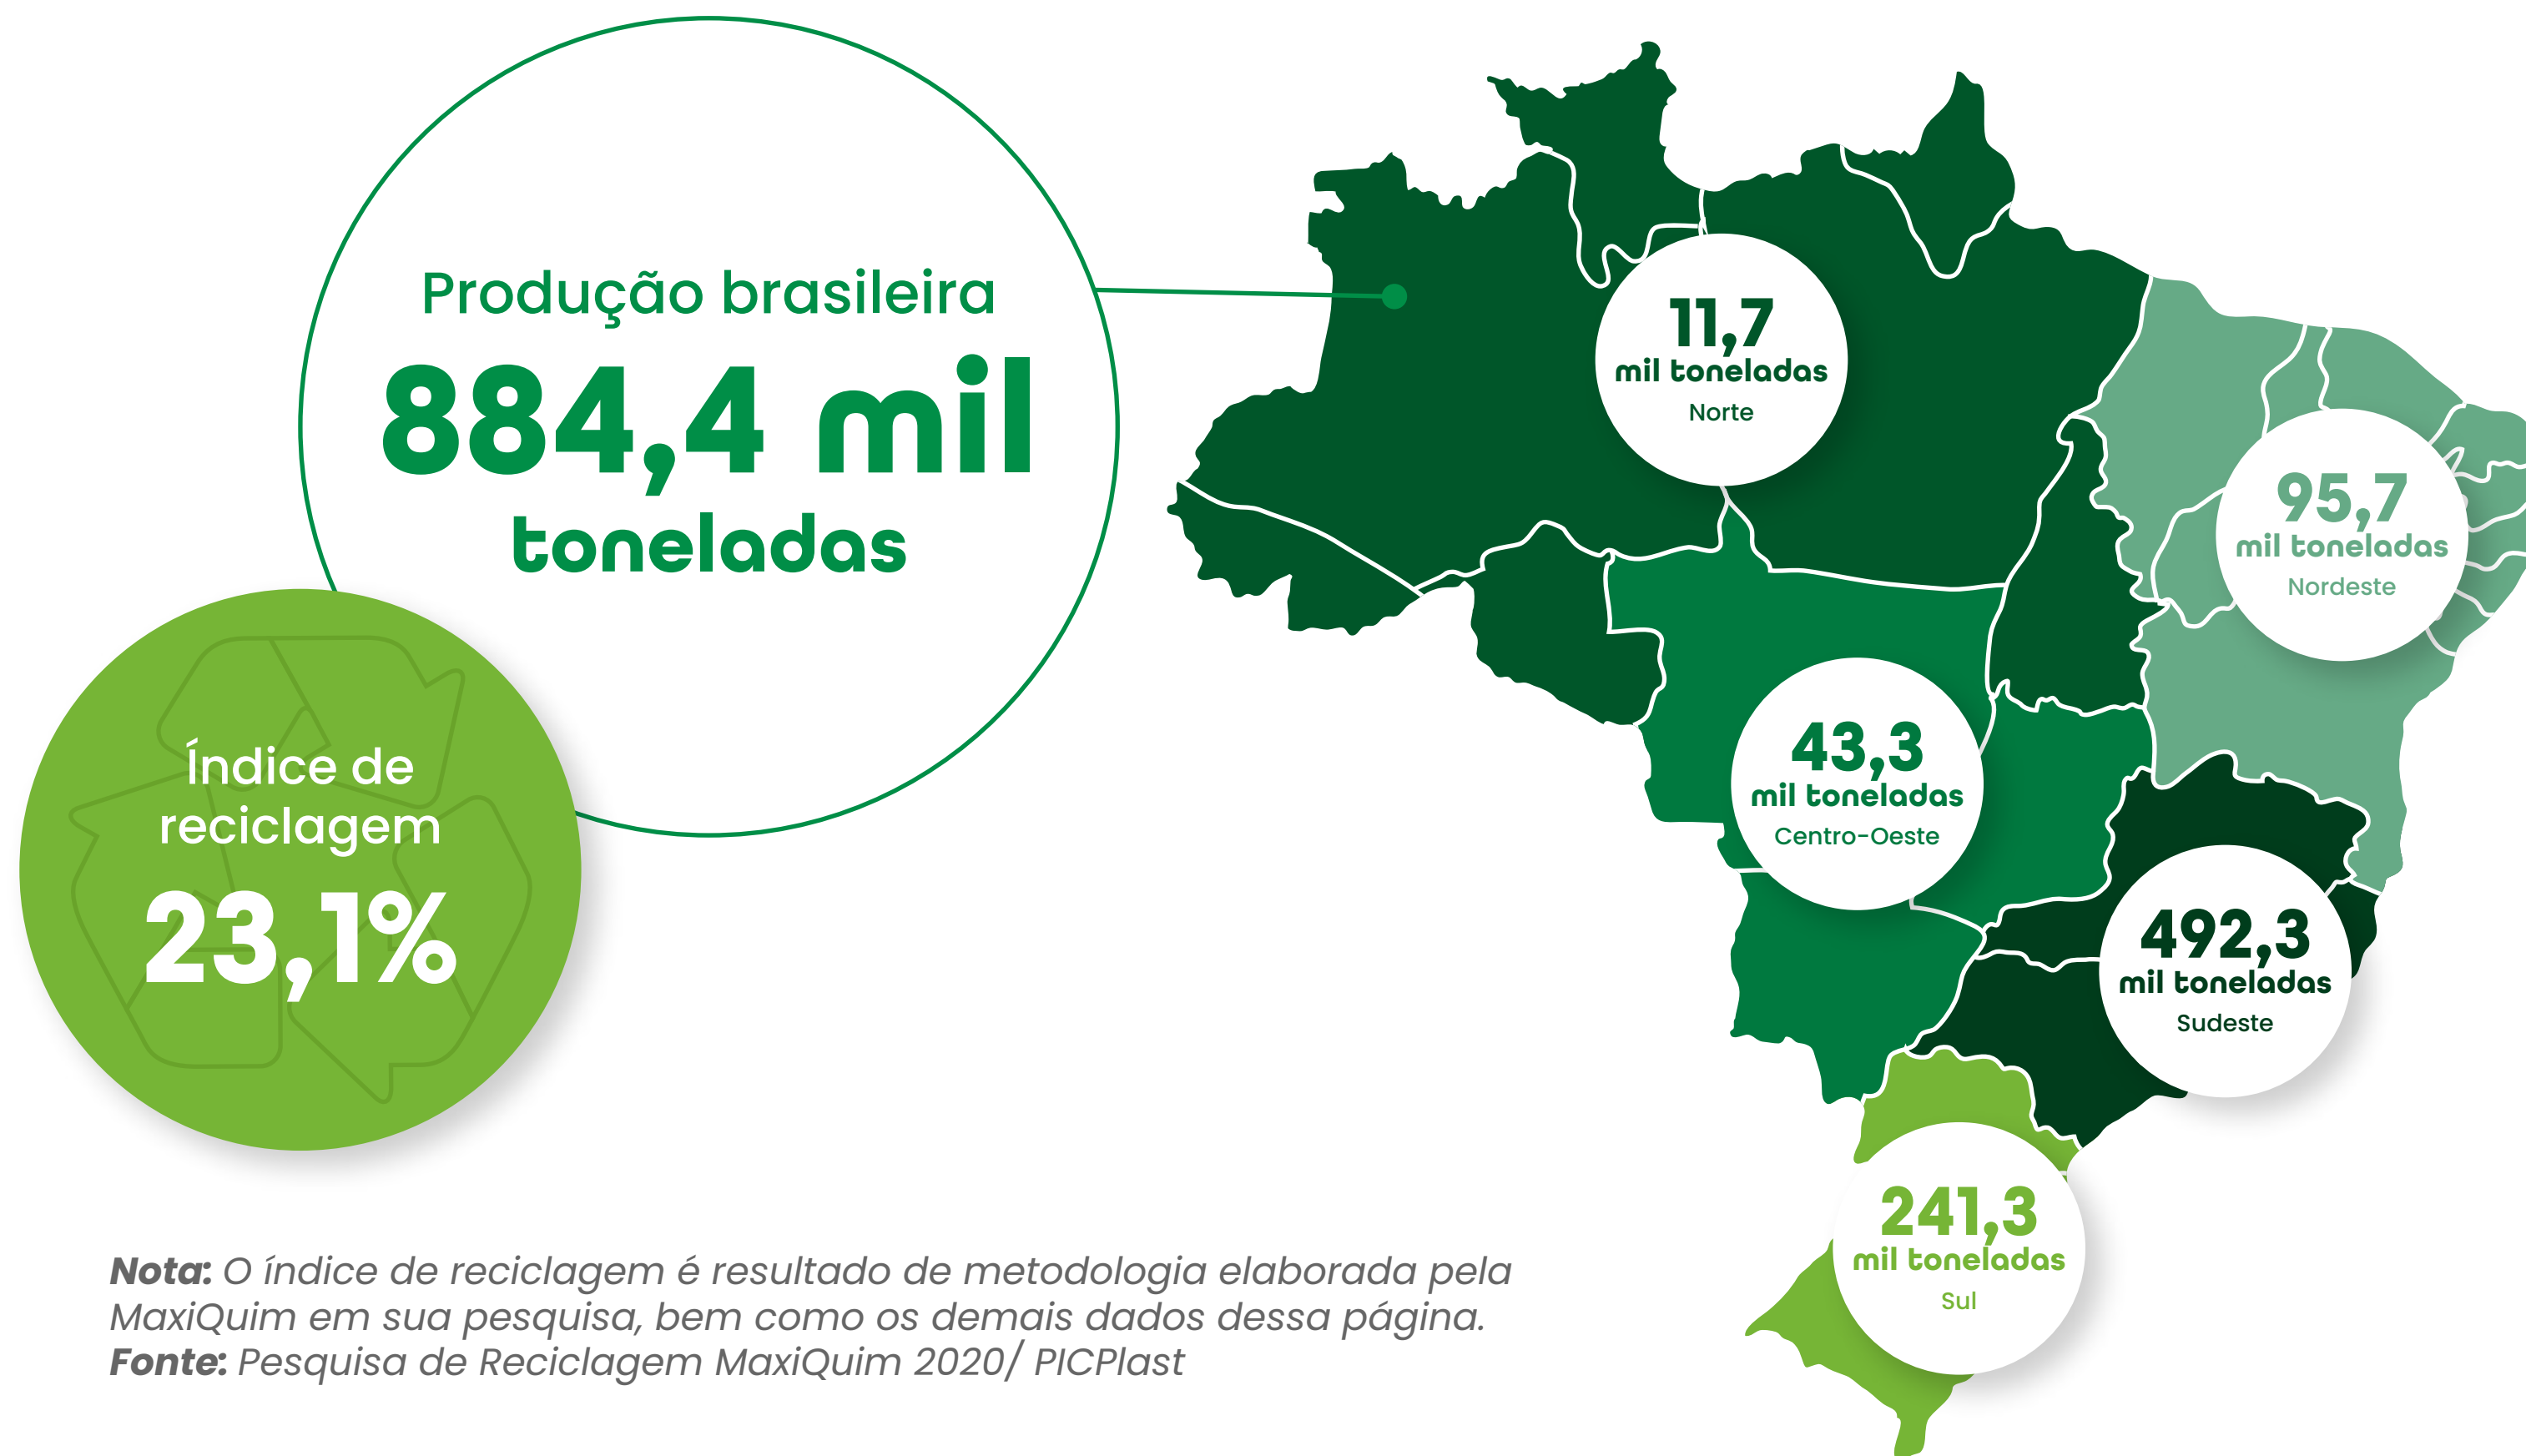 Produção brasileira
884,4 mil
toneladas
Índice de
reciclagem
23,1%
11,7
mil toneladas
Norte
95,7
mil toneladas
Nordeste
43,3
mil toneladas
Centro-Oeste
492,3
mil toneladas
Sudeste
241,3
mil toneladas
Sul
Nota: O índice de reciclagem é resultado de metodologia elaborada pela
MaxiQuim em sua pesquisa, bem como os demais dados dessa página.
Fonte: Pesquisa de Reciclagem MaxiQuim 2020/ PICPlast